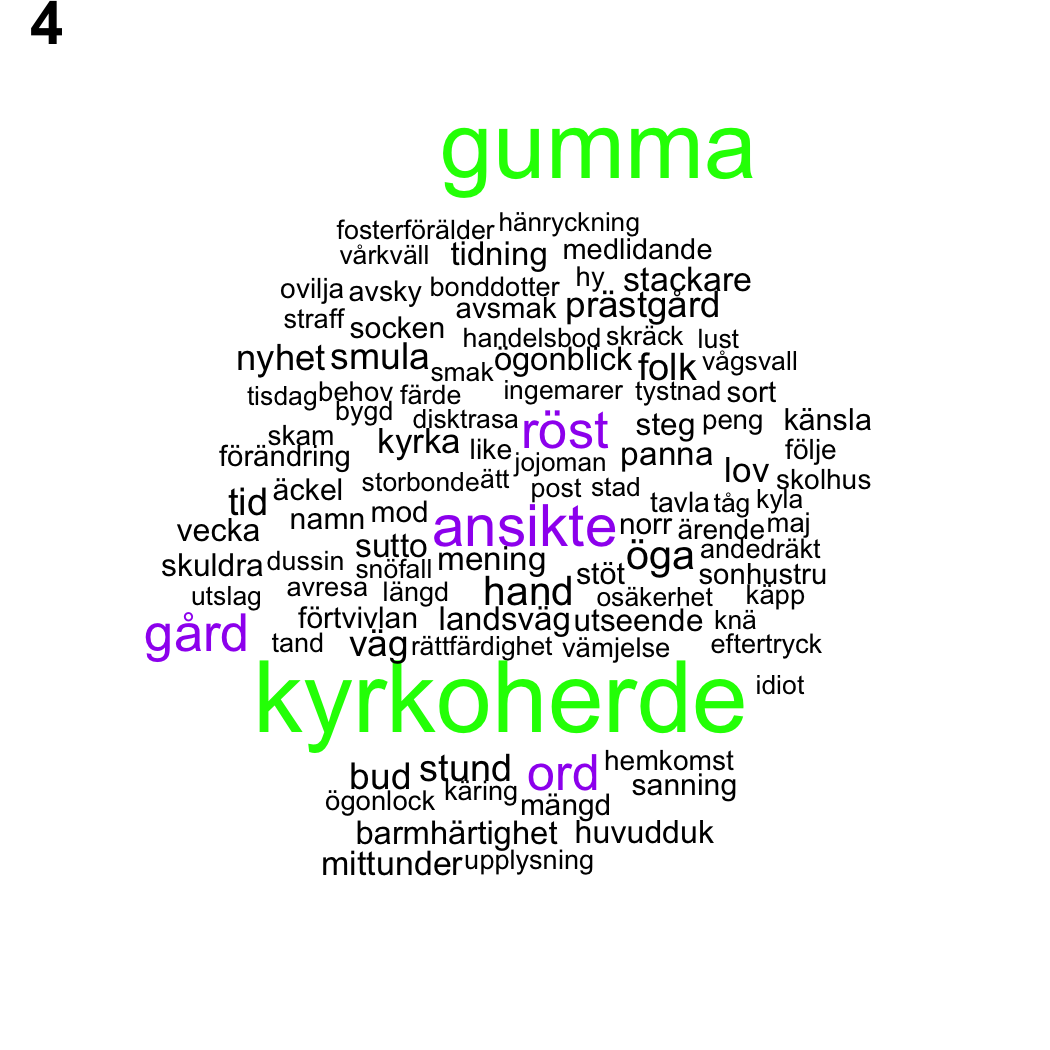 4
gumma
fosterförälder hänryckning
vårkväll tidning medlidande
ovilja avsky bonddotter hy stackare
straff socken avsmak prästgård
handelsbod skräck lust
nyhet smula smak ögonblick folk vågsvall
tisdag behov färde ingemarer tystnad sort
bygd disktrasa röst steg peng känsla
skam kyrka like panna följe
förändring jojoman lov skolhus
tid äckel storbonde ätt post stad tavla tåg kyla
vecka namn mod ansikte norr ärende maj
skuldra dussin sutto snöfall mening stöt öga andedräkt sonhustru
utslag avresa längd hand osäkerhet käpp
gård förtvivlan landsväg utseende knä
tand väg rättfärdighet vämjelse eftertryck
kyrkoherde idiot
bud stund ord hemkomst
ögonlock käring mängd sanning
barmhärtighet huvudduk
mittunder upplysning